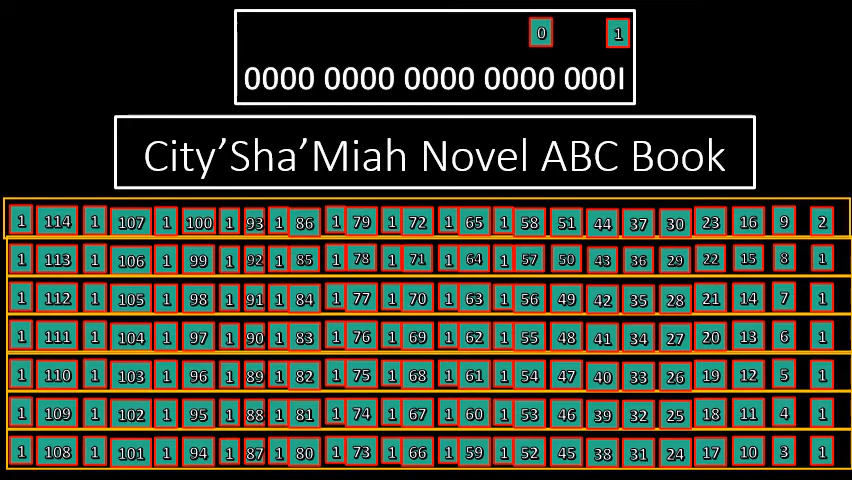 0 1
0000 0000 0000 0000 000I
City’Sha’Miah Novel ABC Book
1 114 1 107 1 100 1 93 1 86 1 79 1 72 1 65 1 58 51 44 37 30 23 16 9 2
1 113 1 106 1 99 1 92 1 85 1 78 1 71 1 64 1 57 50 43 36 29 22 15 8 1
1 112 1 105 1 98 1 91 1 84 1 77 1 70 1 63 1 56 49 42 35 28 21 14 7 1
1 111 1 104 1 97 1 90 1 83 1 76 1 69 1 62 1 55 48 41 34 27 20 13 6 1
1 110 1 103 1 96 1 89 1 82 1 75 1 68 1 61 1 54 47 40 33 26 19 12 5 1
1 109 1 102 1 95 1 88 1 81 1 74 1 67 1 60 1 53 46 39 32 25 18 11 4 1
1 108 1 101 1 94 1 87 1 80 1 73 1 66 1 59 1 52 45 38 31 24 17 10 3 1